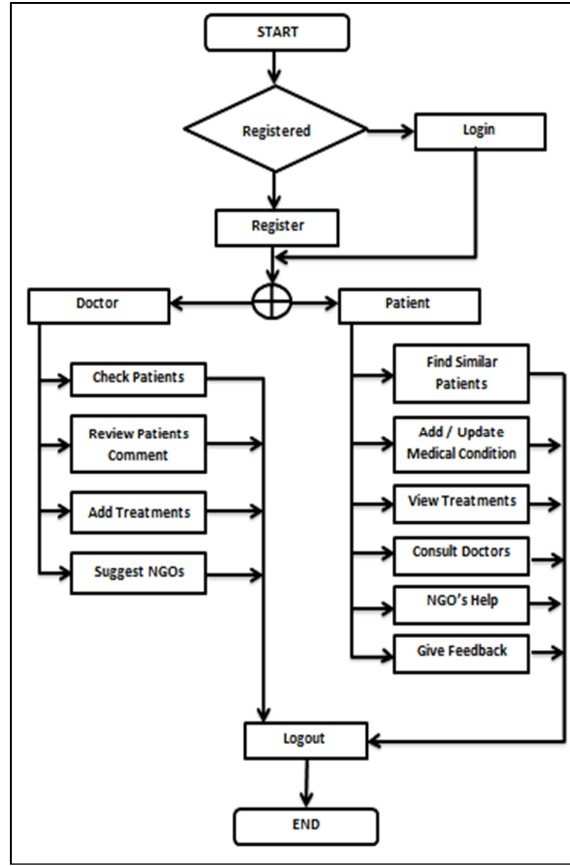 START
Registered
Login
Register
Doctor
Patient
Check Patients
Review Patients
Comment
Add Treatments
Suggest NGOs
Find Similar
Patients
Add / Update
Medical Condition
View Treatments
Consult Doctors
NGO's Help
Give Feedback
Logout
END